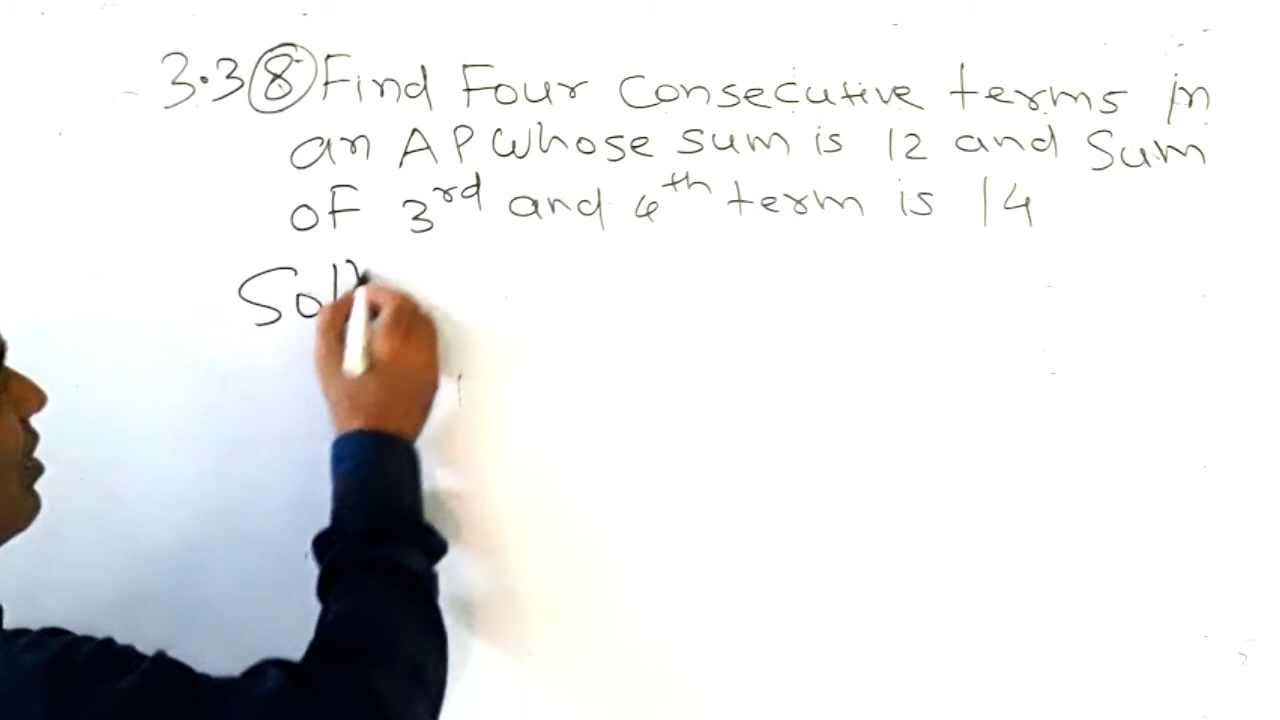 3.3 8 Find Four Consecutive terms in
an AP Whose sum is 12 and Sum
of 3rd and 4th term is 14
Sol